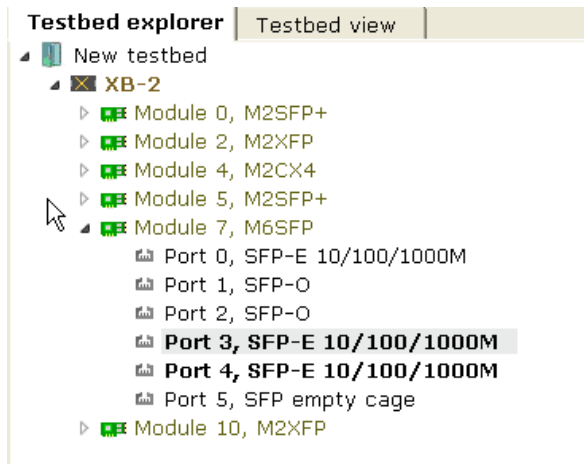 Testbed explorer Testbed view
New testbed
XB-2
Module 0, M2SFP+
Module 2, M2XFP
Module 4, M2CX4
Module 5, M2SFP+
Module 7, M6SFP
Port 0, SFP-E 10/100/1000M
Port 1, SFP-O
Port 2, SFP-O
Port 3, SFP-E 10/100/1000M
Port 4, SFP-E 10/100/1000M
Port 5, SFP empty cage
Module 10, M2XFP